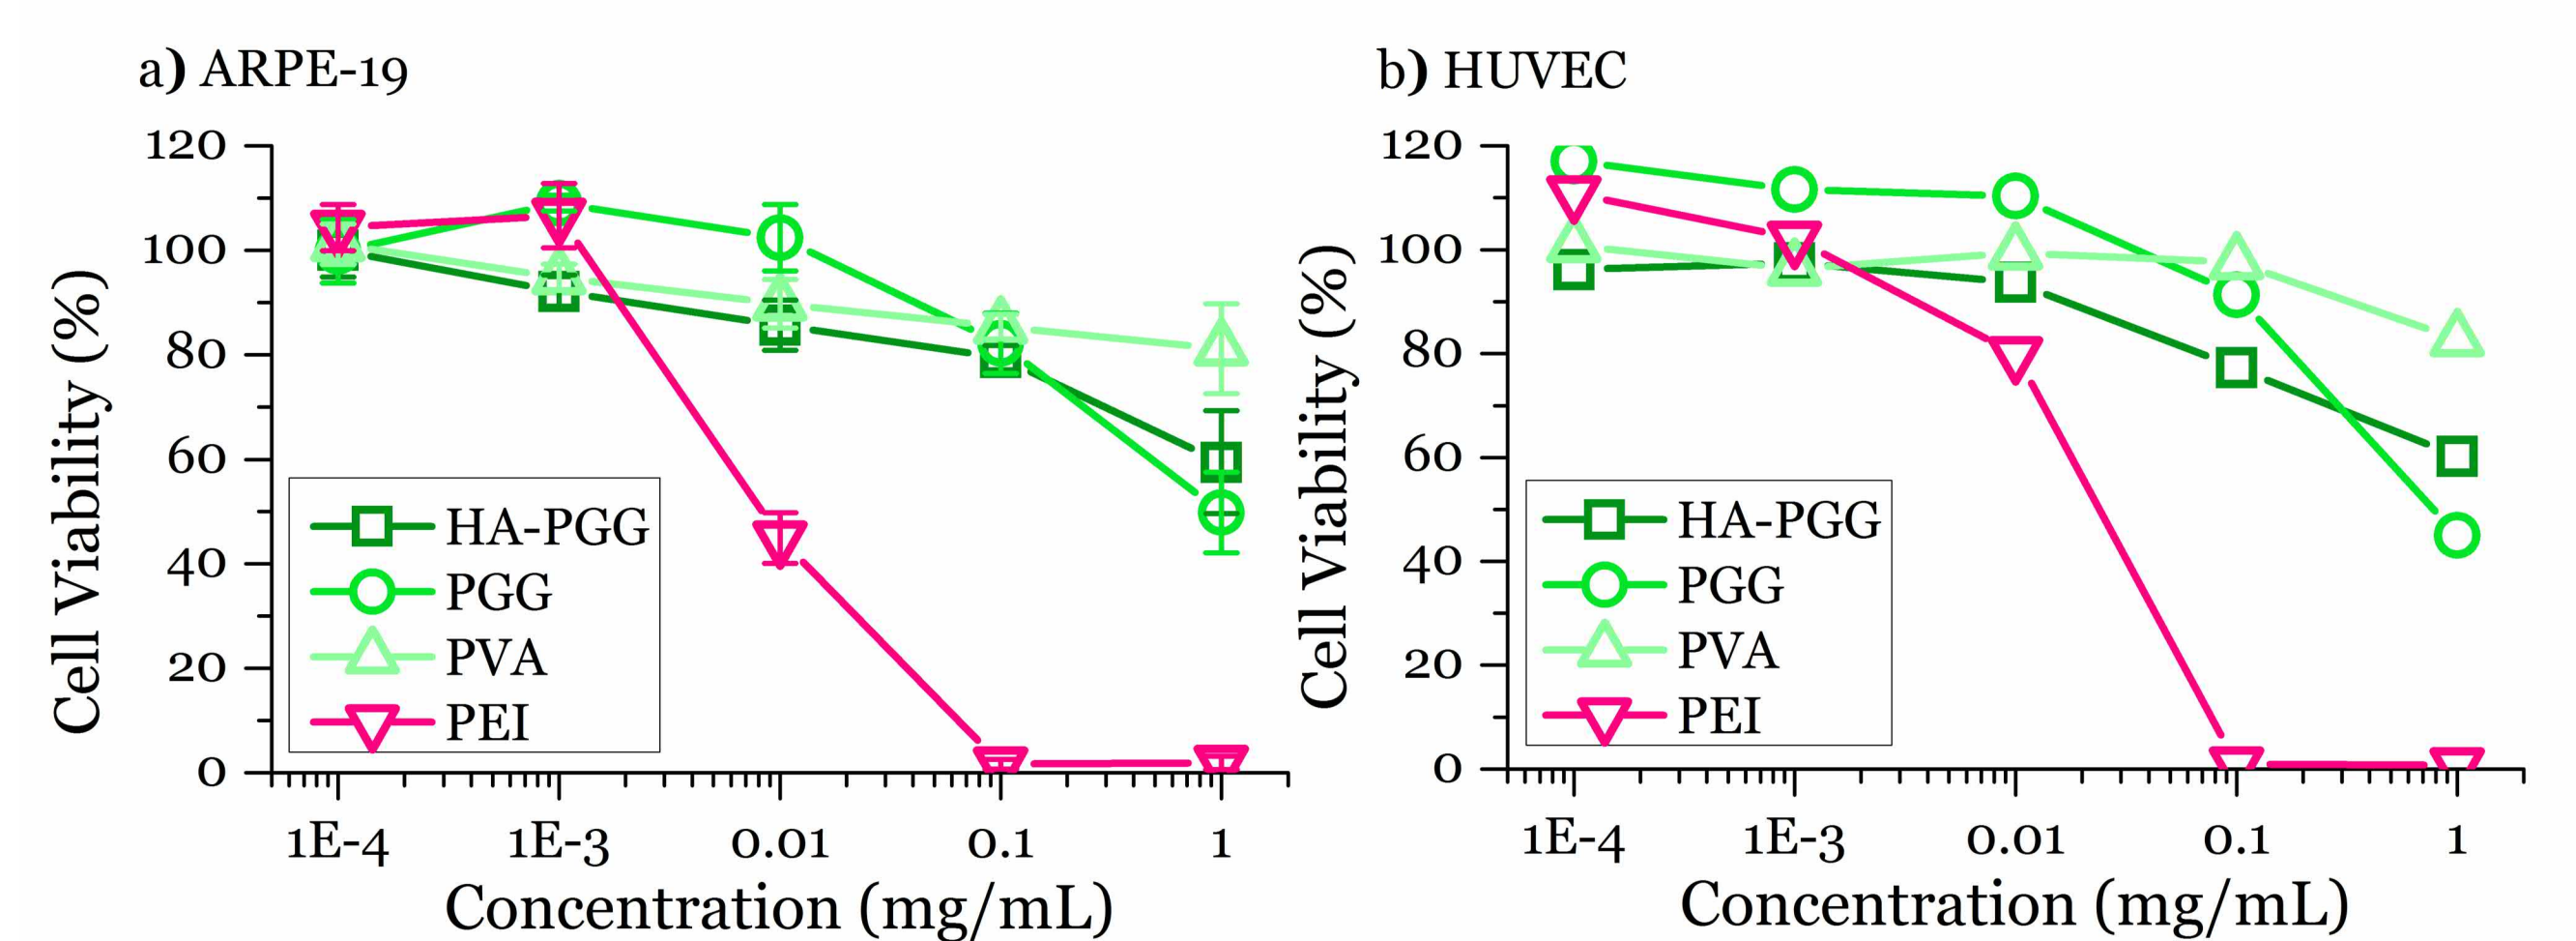 a) ARPE-19
Cell Viability (%)
120
100
80
60
40
20
0
HA-PGG
PGG
PVA
PEI
1E-4 1E-3 0.01 0.1 1
Concentration (mg/mL)
b) HUVEC
Cell Viability (%)
120
100
80
60
40
20
0
HA-PGG
PGG
PVA
PEI
1E-4 1E-3 0.01 0.1 1
Concentration (mg/mL)